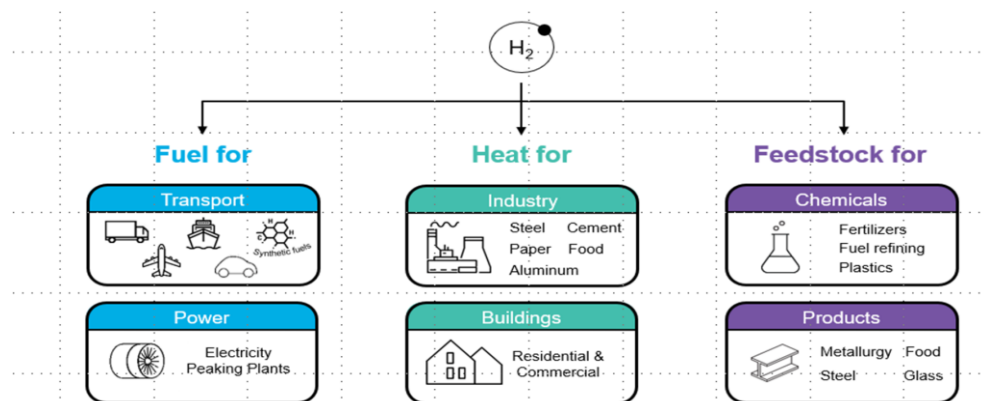 H₂
Fuel for
Heat for
Feedstock for
Transport
H
C
H
Synthetic fuels
Industry
Steel Cement
Paper Food
Aluminum
Chemicals
Fertilizers
Fuel refining
Plastics
Power
Electricity
Peaking Plants
Buildings
Residential &
Commercial
Products
Metallurgy Food
Steel Glass